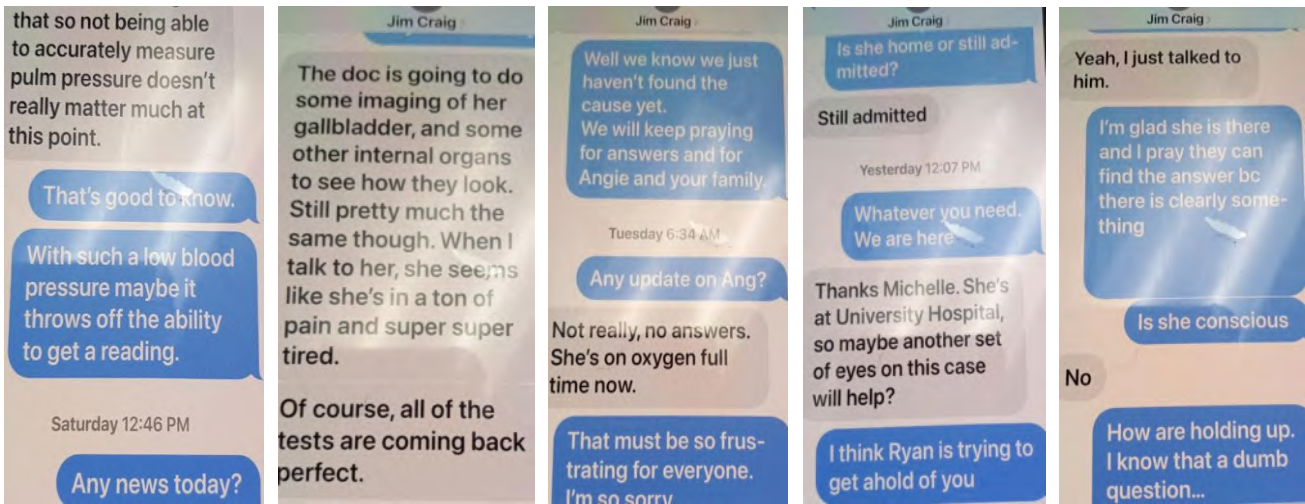 that so not being able
to accurately measure
pulm pressure doesn't
really matter much at
this point.
That's good to know.
With such a low blood
pressure maybe it
throws off the ability
to get a reading.
Saturday 12:46 PM
Any news today?
Jim Craig
The doc is going to do
some imaging of her
gallbladder, and some
other internal organs
to see how they look.
Still pretty much the
same though. When I
talk to her, she seems
like she's in a ton of
pain and super super
tired.
Of course, all of the
tests are coming back
perfect.
Jim Craig
Well we know we just
haven't found the
cause yet.
We will keep praying
for answers and for
Angie and your family.
Tuesday 6:34 AM
Any update on Ang?
Not really, no answers.
She's on oxygen full
time now.
That must be so frus-
trating for everyone.
I'm so sorry
Jim Craig
Is she home or still ad-
mitted?
Still admitted
Yesterday 12:07 PM
Whatever you need.
We are here
Thanks Michelle. She's
at University Hospital,
so maybe another set
of eyes on this case
will help?
I think Ryan is trying to
get ahold of you
Jim Craig
Yeah, I just talked to
him.
I'm glad she is there
and I pray they can
find the answer bc
there is clearly some-
thing
Is she conscious
No
How are holding up.
I know that a dumb
question...